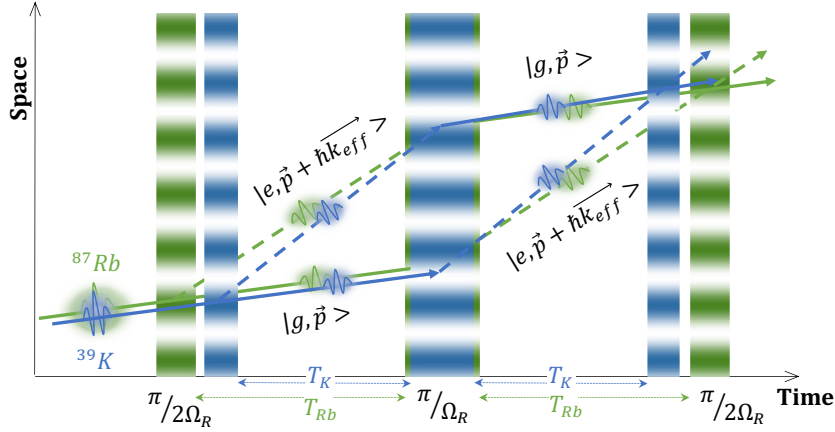 Space
|g, p⃗ >
|e, p⃗ + ħk⃗_eff >
⁸⁷Rb
|e, p⃗ + ħk⃗_eff >
|g, p⃗ >
³⁹K
T_K T_K
Time
π/2Ω_R T_Rb π/Ω_R T_Rb π/2Ω_R